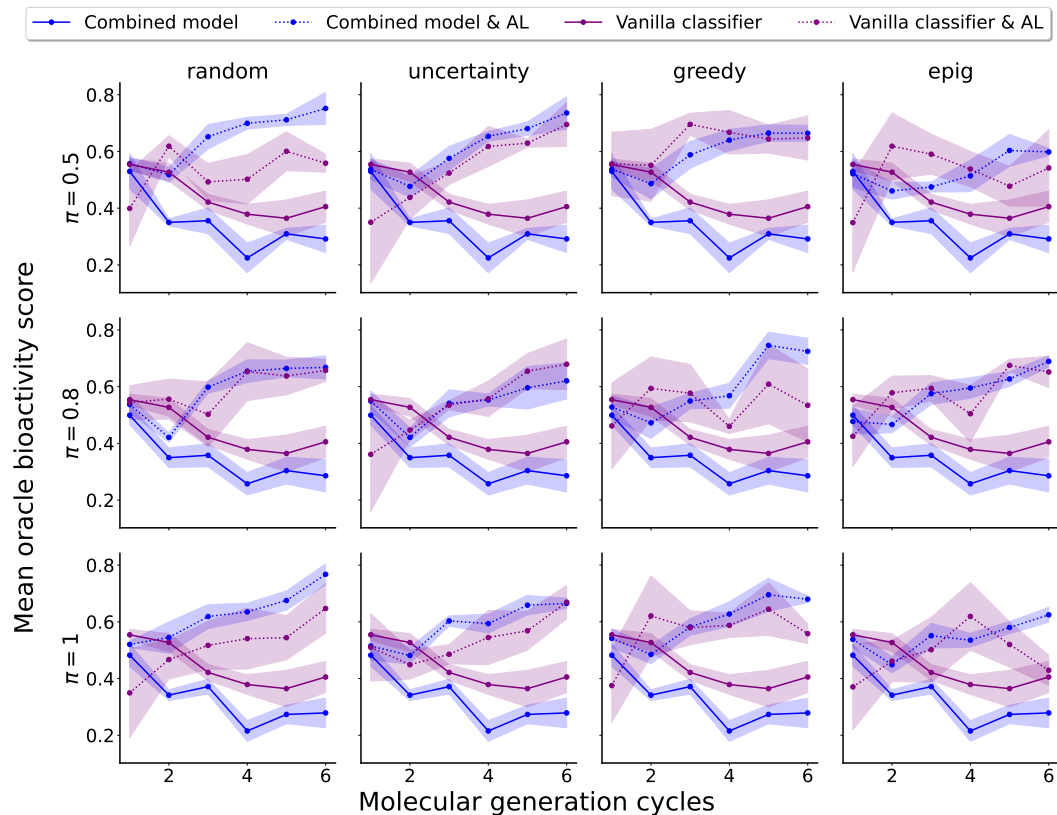 Combined model Combined model & AL Vanilla classifier Vanilla classifier & AL
random uncertainty greedy epig
Mean oracle bioactivity score
π = 0.5
0.8
0.6
0.4
0.2
π = 0.8
0.8
0.6
0.4
0.2
π = 1
0.8
0.6
0.4
0.2
2 4 6 2 4 6 2 4 6 2 4 6
Molecular generation cycles